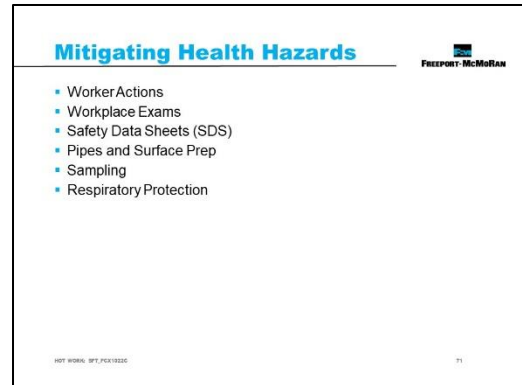 Mitigating Health Hazards
FCX
FREEPORT-McMoRAN
▪ Worker Actions
▪ Workplace Exams
▪ Safety Data Sheets (SDS)
▪ Pipes and Surface Prep
▪ Sampling
▪ Respiratory Protection
HOT WORK: SFT_FCX1022C
71